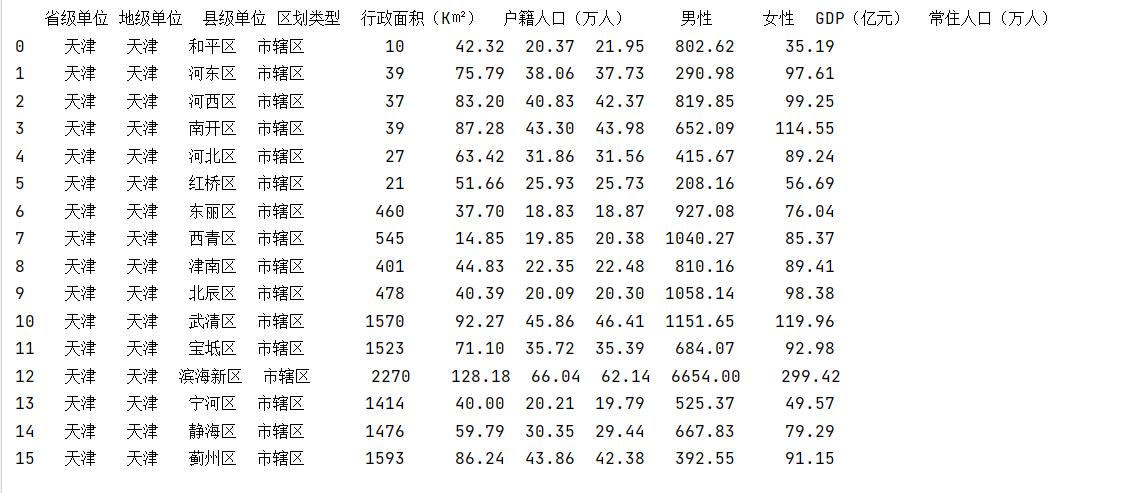 省级单位 地级单位 县级单位 区划类型 行政面积（K㎡） 户籍人口（万人） 男性 女性 GDP（亿元） 常住人口（万人）
0 天津 天津 和平区 市辖区 10 42.32 20.37 21.95 802.62 35.19
1 天津 天津 河东区 市辖区 39 75.79 38.06 37.73 290.98 97.61
2 天津 天津 河西区 市辖区 37 83.20 40.83 42.37 819.85 99.25
3 天津 天津 南开区 市辖区 39 87.28 43.30 43.98 652.09 114.55
4 天津 天津 河北区 市辖区 27 63.42 31.86 31.56 415.67 89.24
5 天津 天津 红桥区 市辖区 21 51.66 25.93 25.73 208.16 56.69
6 天津 天津 东丽区 市辖区 460 37.70 18.83 18.87 927.08 76.04
7 天津 天津 西青区 市辖区 545 14.85 19.85 20.38 1040.27 85.37
8 天津 天津 津南区 市辖区 401 44.83 22.35 22.48 810.16 89.41
9 天津 天津 北辰区 市辖区 478 40.39 20.09 20.30 1058.14 98.38
10 天津 天津 武清区 市辖区 1570 92.27 45.86 46.41 1151.65 119.96
11 天津 天津 宝坻区 市辖区 1523 71.10 35.72 35.39 684.07 92.98
12 天津 天津 滨海新区 市辖区 2270 128.18 66.04 62.14 6654.00 299.42
13 天津 天津 宁河区 市辖区 1414 40.00 20.21 19.79 525.37 49.57
14 天津 天津 静海区 市辖区 1476 59.79 30.35 29.44 667.83 79.29
15 天津 天津 蓟州区 市辖区 1593 86.24 43.86 42.38 392.55 91.15